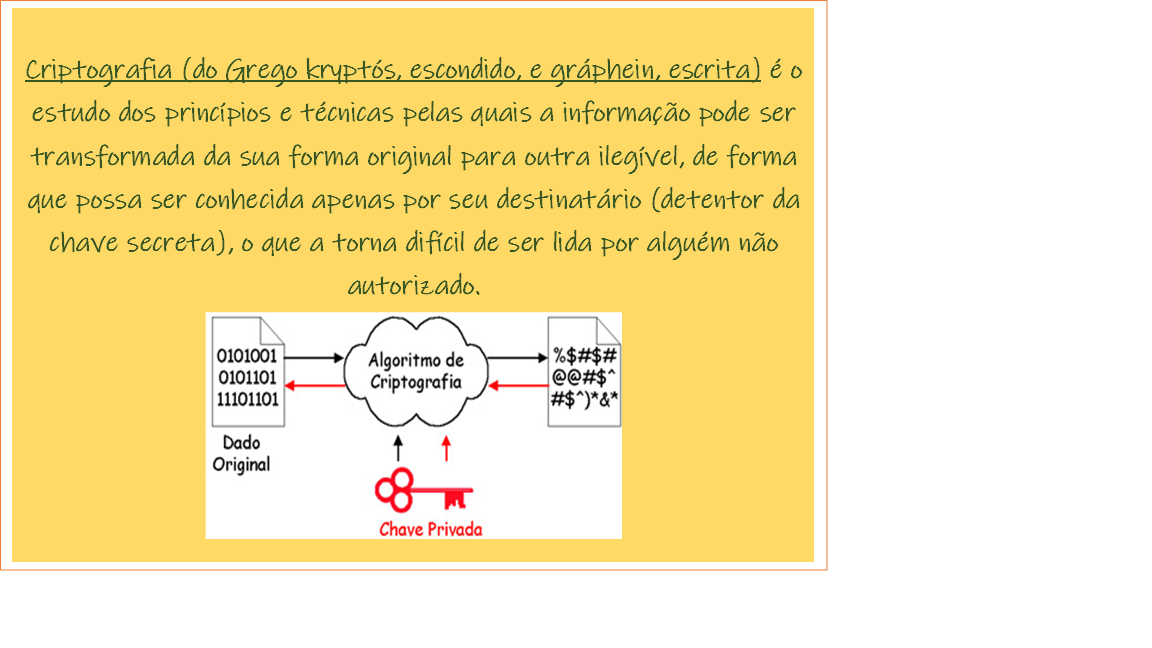 Criptografia (do Grego kryptós, escondido, e gráphein, escrita) é o
estudo dos princípios e técnicas pelas quais a informação pode ser
transformada da sua forma original para outra ilegível, de forma
que possa ser conhecida apenas por seu destinatário (detentor da
chave secreta), o que a torna difícil de ser lida por alguém não
autorizado.
0101001
0101101
11101101
Dado
Original
Algoritmo de
Criptografia
%$#$#
@@#$^
#$^)*&*
Chave Privada